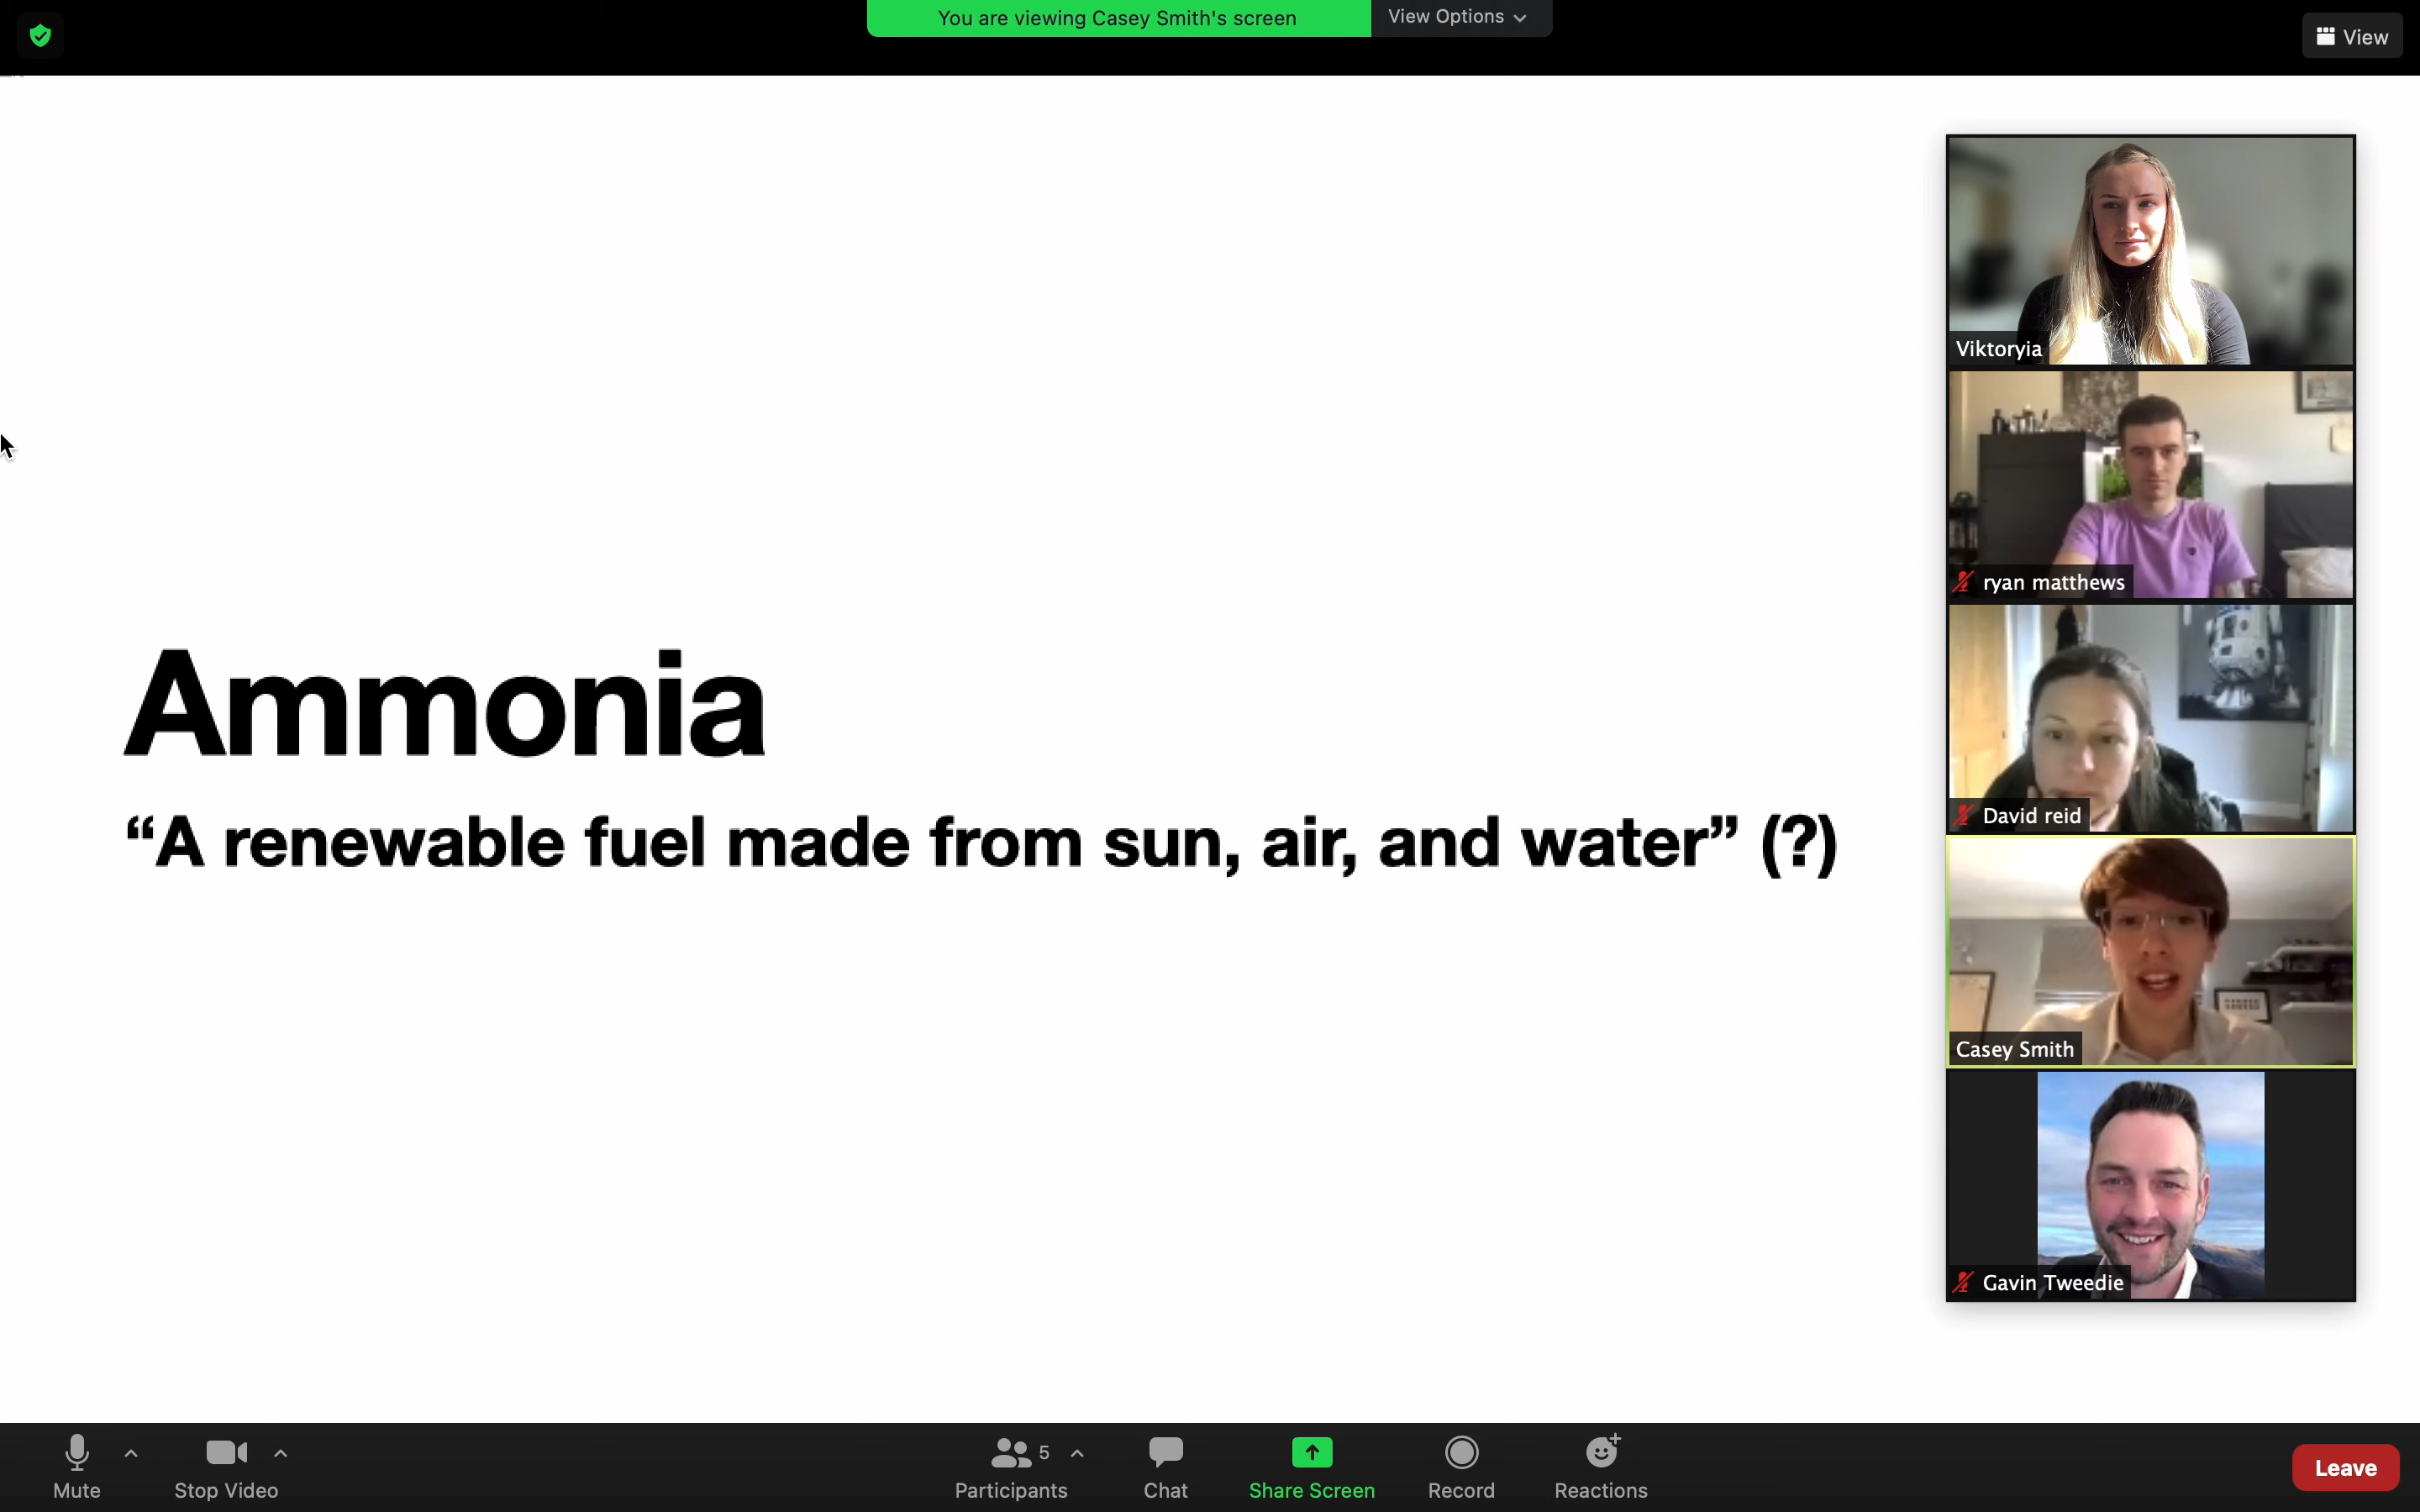 You are viewing Casey Smith's screen
View Options
View
Viktoryia
ryan matthews
David reid
Ammonia
“A renewable fuel made from sun, air, and water” (?)
Casey Smith
Gavin Tweedie
Mute
Stop Video
5
Participants
Chat
Share Screen
Record
Reactions
Leave